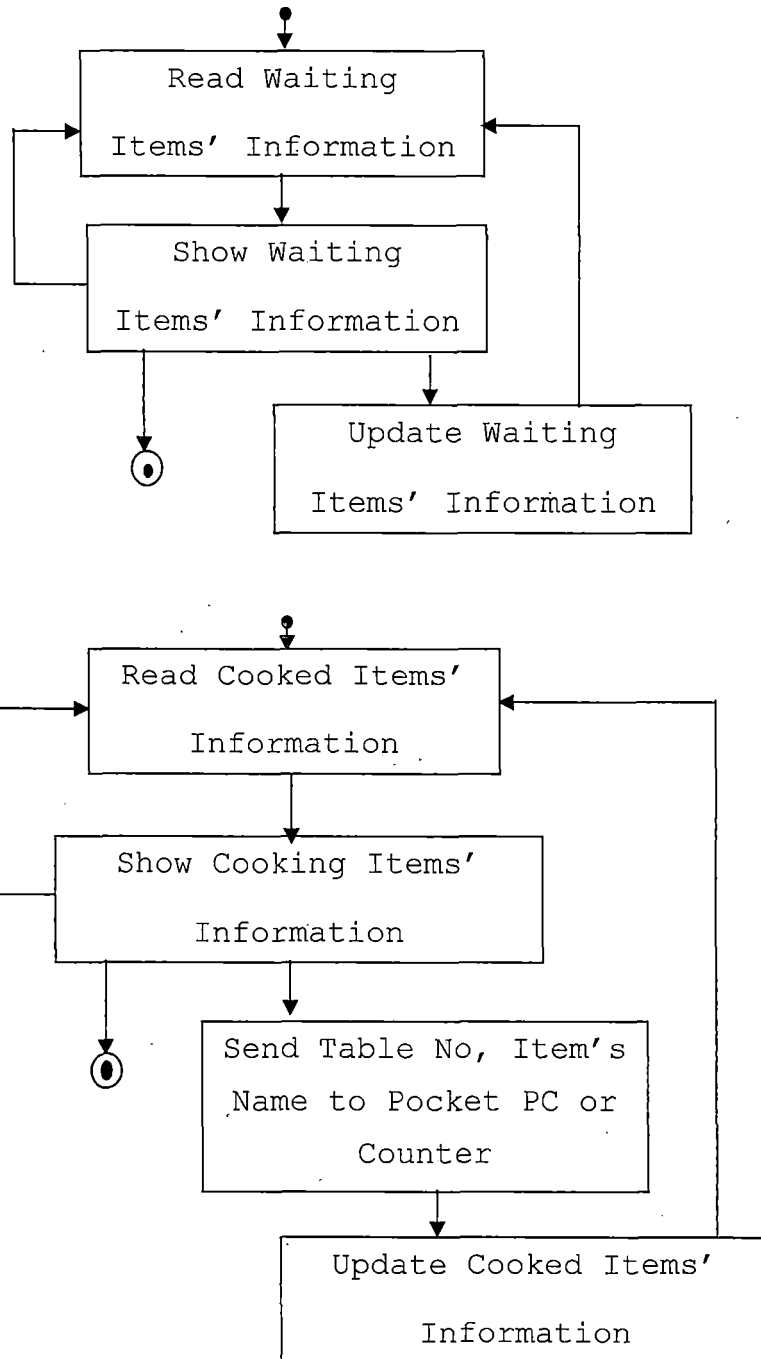 Read Waiting
Items' Information
Show Waiting
Items' Information
Update Waiting
Items' Information
Read Cooked Items'
Information
Show Cooking Items'
Information
Send Table No, Item's
Name to Pocket PC or
Counter
Update Cooked Items'
Information